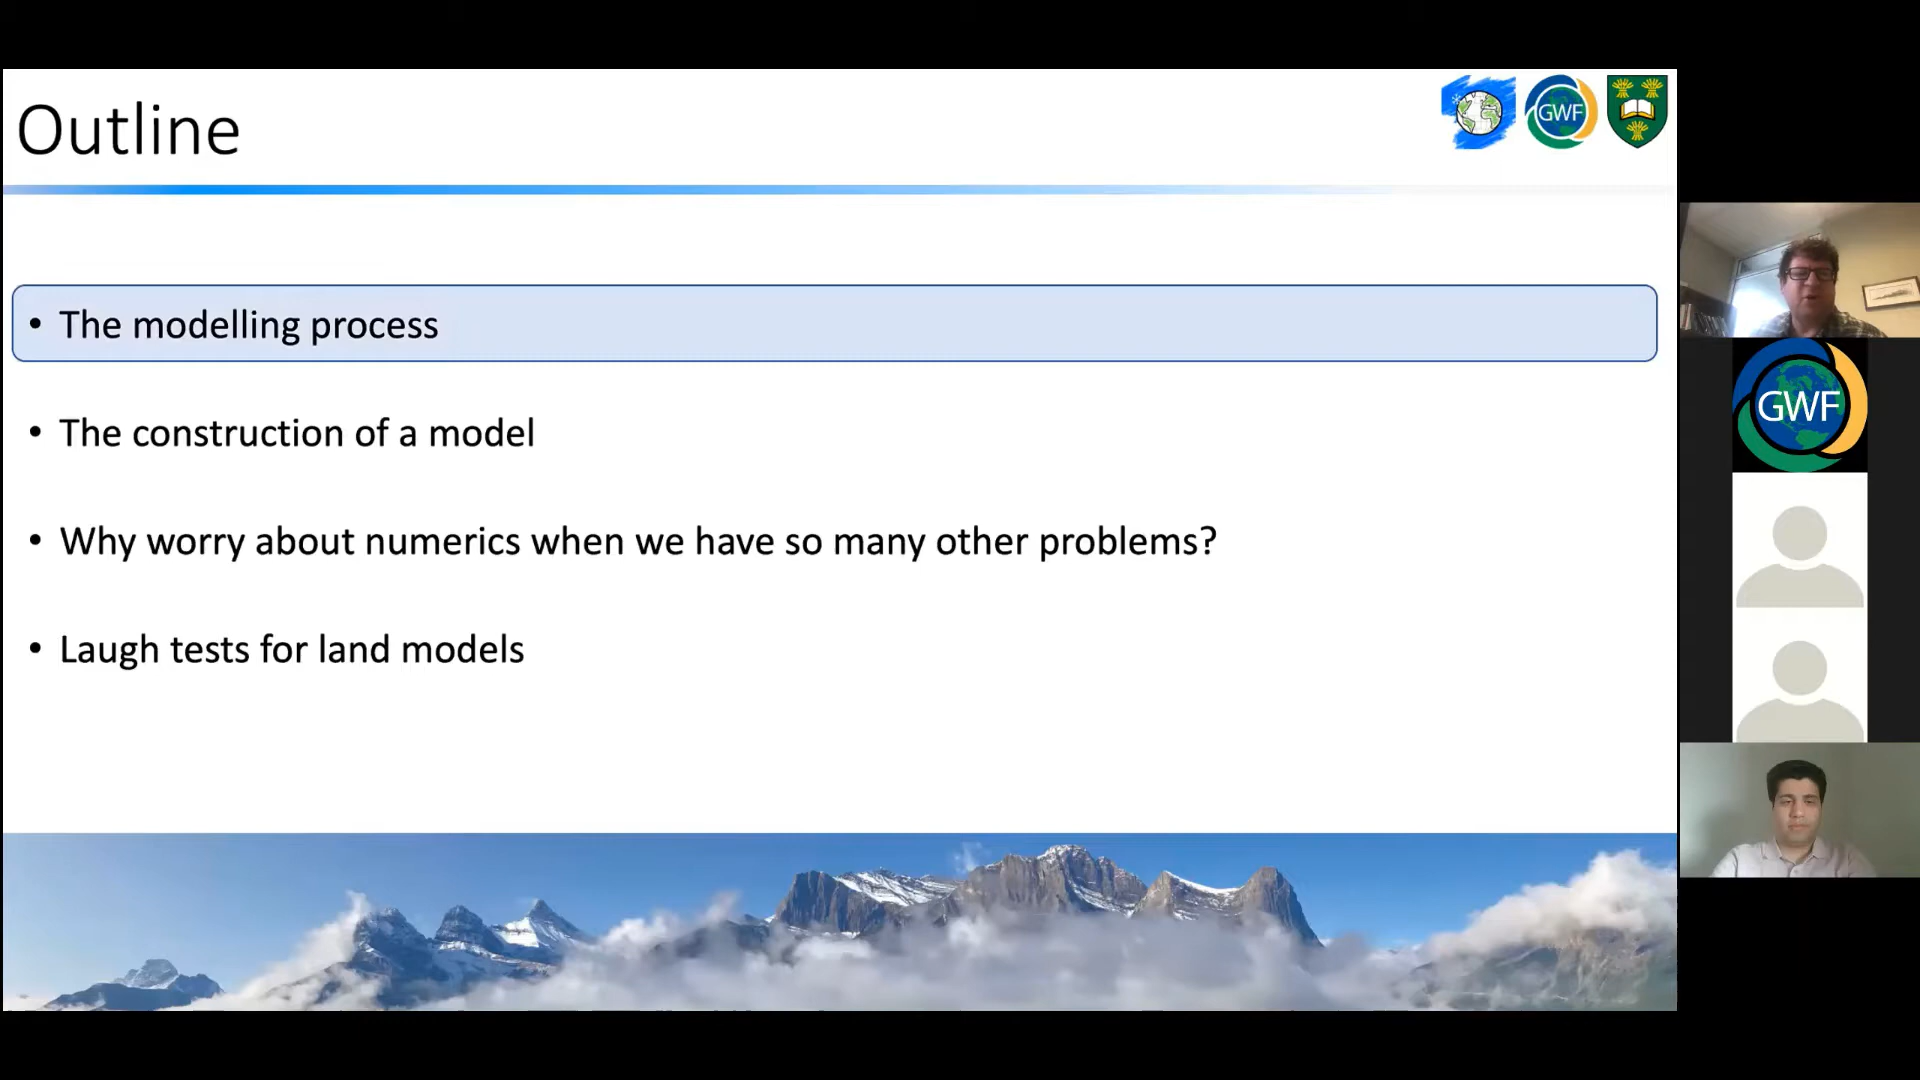 Outline
GWF
• The modelling process
• The construction of a model
• Why worry about numerics when we have so many other problems?
• Laugh tests for land models
GWF